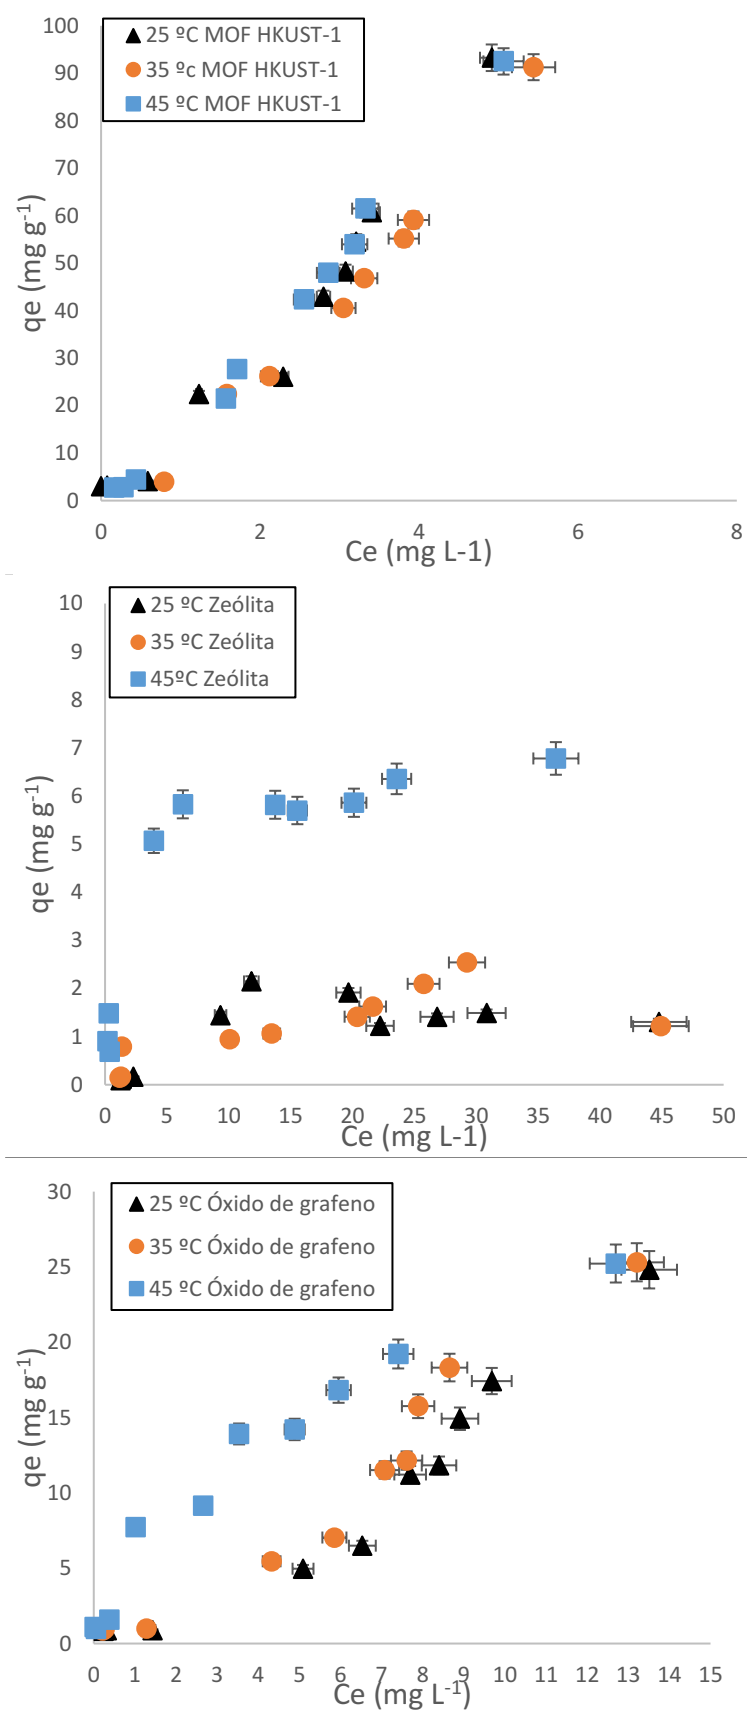 100
90
80
70
60
50
40
30
20
10
0
qe (mg g-1)
25 ºC MOF HKUST-1
35 ºc MOF HKUST-1
45 ºC MOF HKUST-1
0 2 4 6 8
Ce (mg L-1)
10
9
8
7
6
5
4
3
2
1
0
qe (mg g-1)
25 ºC Zeólita
35 ºC Zeólita
45ºC Zeólita
0 5 10 15 20 25 30 35 40 45 50
Ce (mg L-1)
30
25
20
15
10
5
0
qe (mg g-1)
25 ºC Óxido de grafeno
35 ºC Óxido de grafeno
45 ºC Óxido de grafeno
0 1 2 3 4 5 6 7 8 9 10 11 12 13 14 15
Ce (mg L-1)